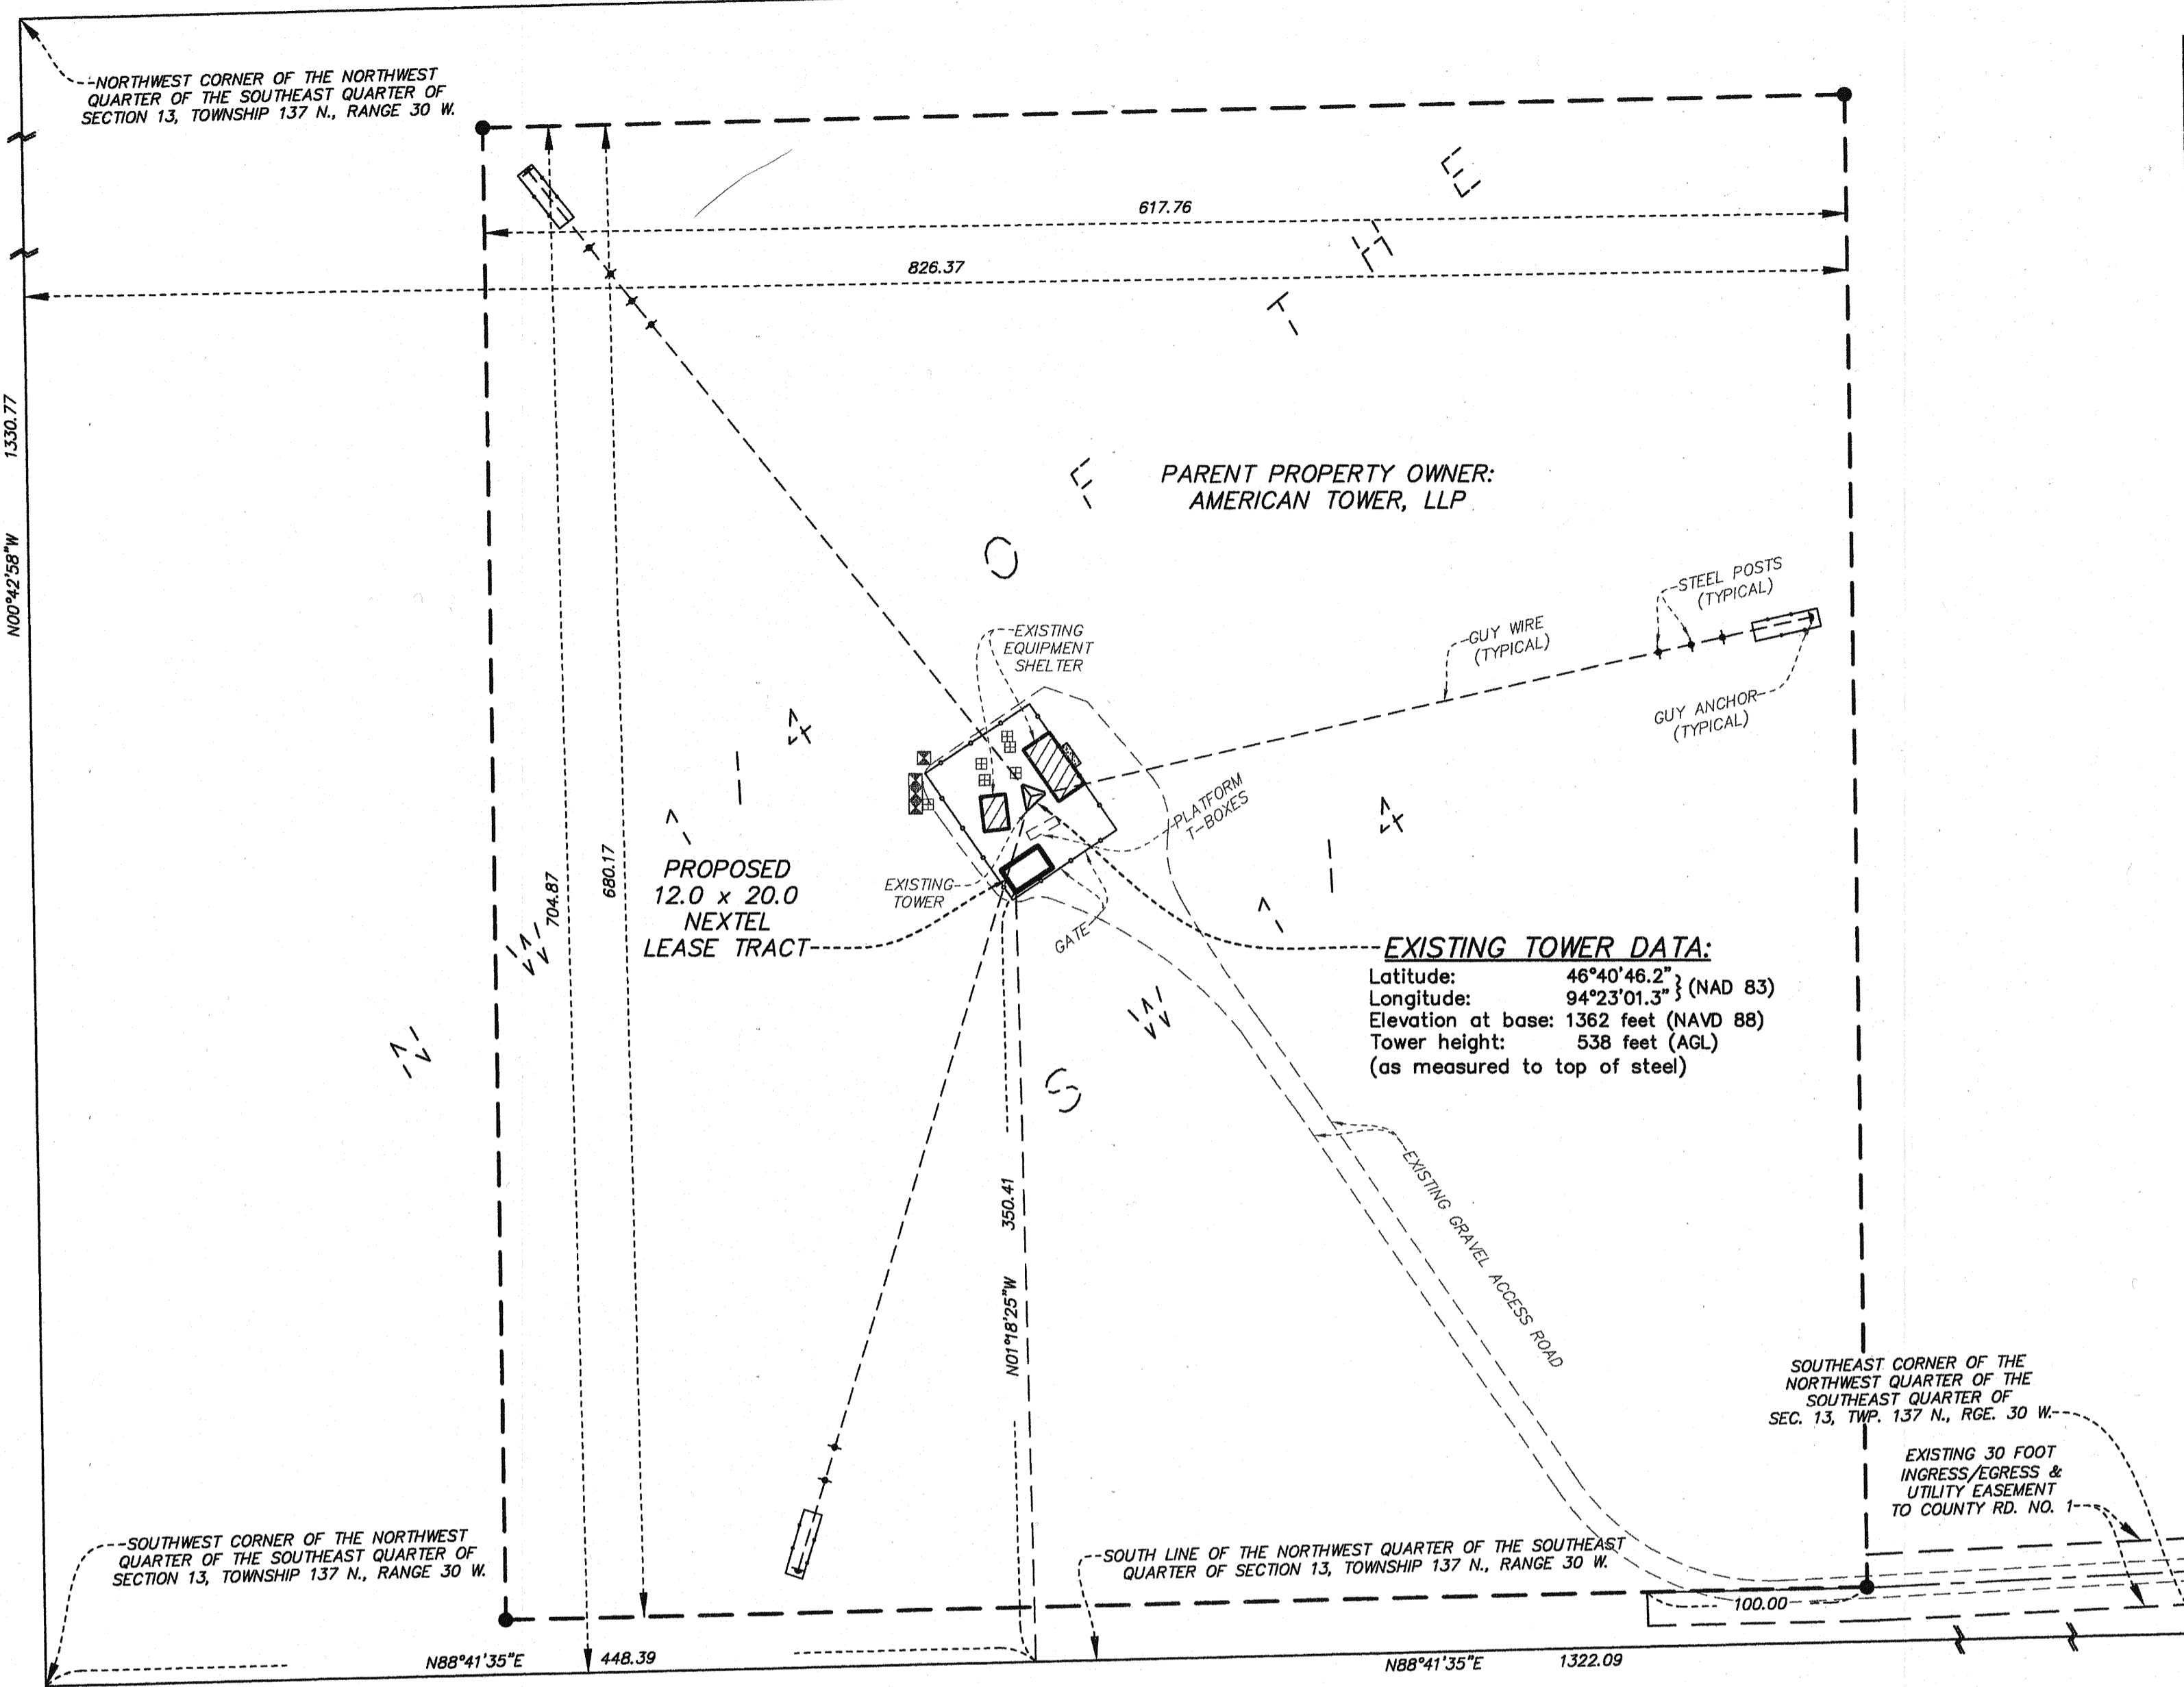 NORTHWEST CORNER OF THE NORTHWEST
QUARTER OF THE SOUTHEAST QUARTER OF
SECTION 13, TOWNSHIP 137 N., RANGE 30 W.
617.76
826.37
N00°42'58"W 1330.77
PARENT PROPERTY OWNER:
AMERICAN TOWER, LLP
STEEL POSTS
(TYPICAL)
GUY WIRE
(TYPICAL)
GUY ANCHOR
(TYPICAL)
EXISTING
EQUIPMENT
SHELTER
PLATFORM
T-BOXES
NW 1-4 OF THE
SW 1-4
704.87
680.17
PROPOSED
12.0 x 20.0
NEXTEL
LEASE TRACT
EXISTING
TOWER
GATE
EXISTING TOWER DATA:
Latitude: 46°40'46.2" } (NAD 83)
Longitude: 94°23'01.3"
Elevation at base: 1362 feet (NAVD 88)
Tower height: 538 feet (AGL)
(as measured to top of steel)
EXISTING GRAVEL ACCESS ROAD
N01°18'25"W 350.41
SOUTHEAST CORNER OF THE
NORTHWEST QUARTER OF THE
SOUTHEAST QUARTER OF
SEC. 13, TWP. 137 N., RGE. 30 W.
EXISTING 30 FOOT
INGRESS/EGRESS &
UTILITY EASEMENT
TO COUNTY RD. NO. 1
SOUTHWEST CORNER OF THE NORTHWEST
QUARTER OF THE SOUTHEAST QUARTER OF
SECTION 13, TOWNSHIP 137 N., RANGE 30 W.
SOUTH LINE OF THE NORTHWEST QUARTER OF THE SOUTHEAST
QUARTER OF SECTION 13, TOWNSHIP 137 N., RANGE 30 W.
100.00
N88°41'35"E 448.39
N88°41'35"E 1322.09